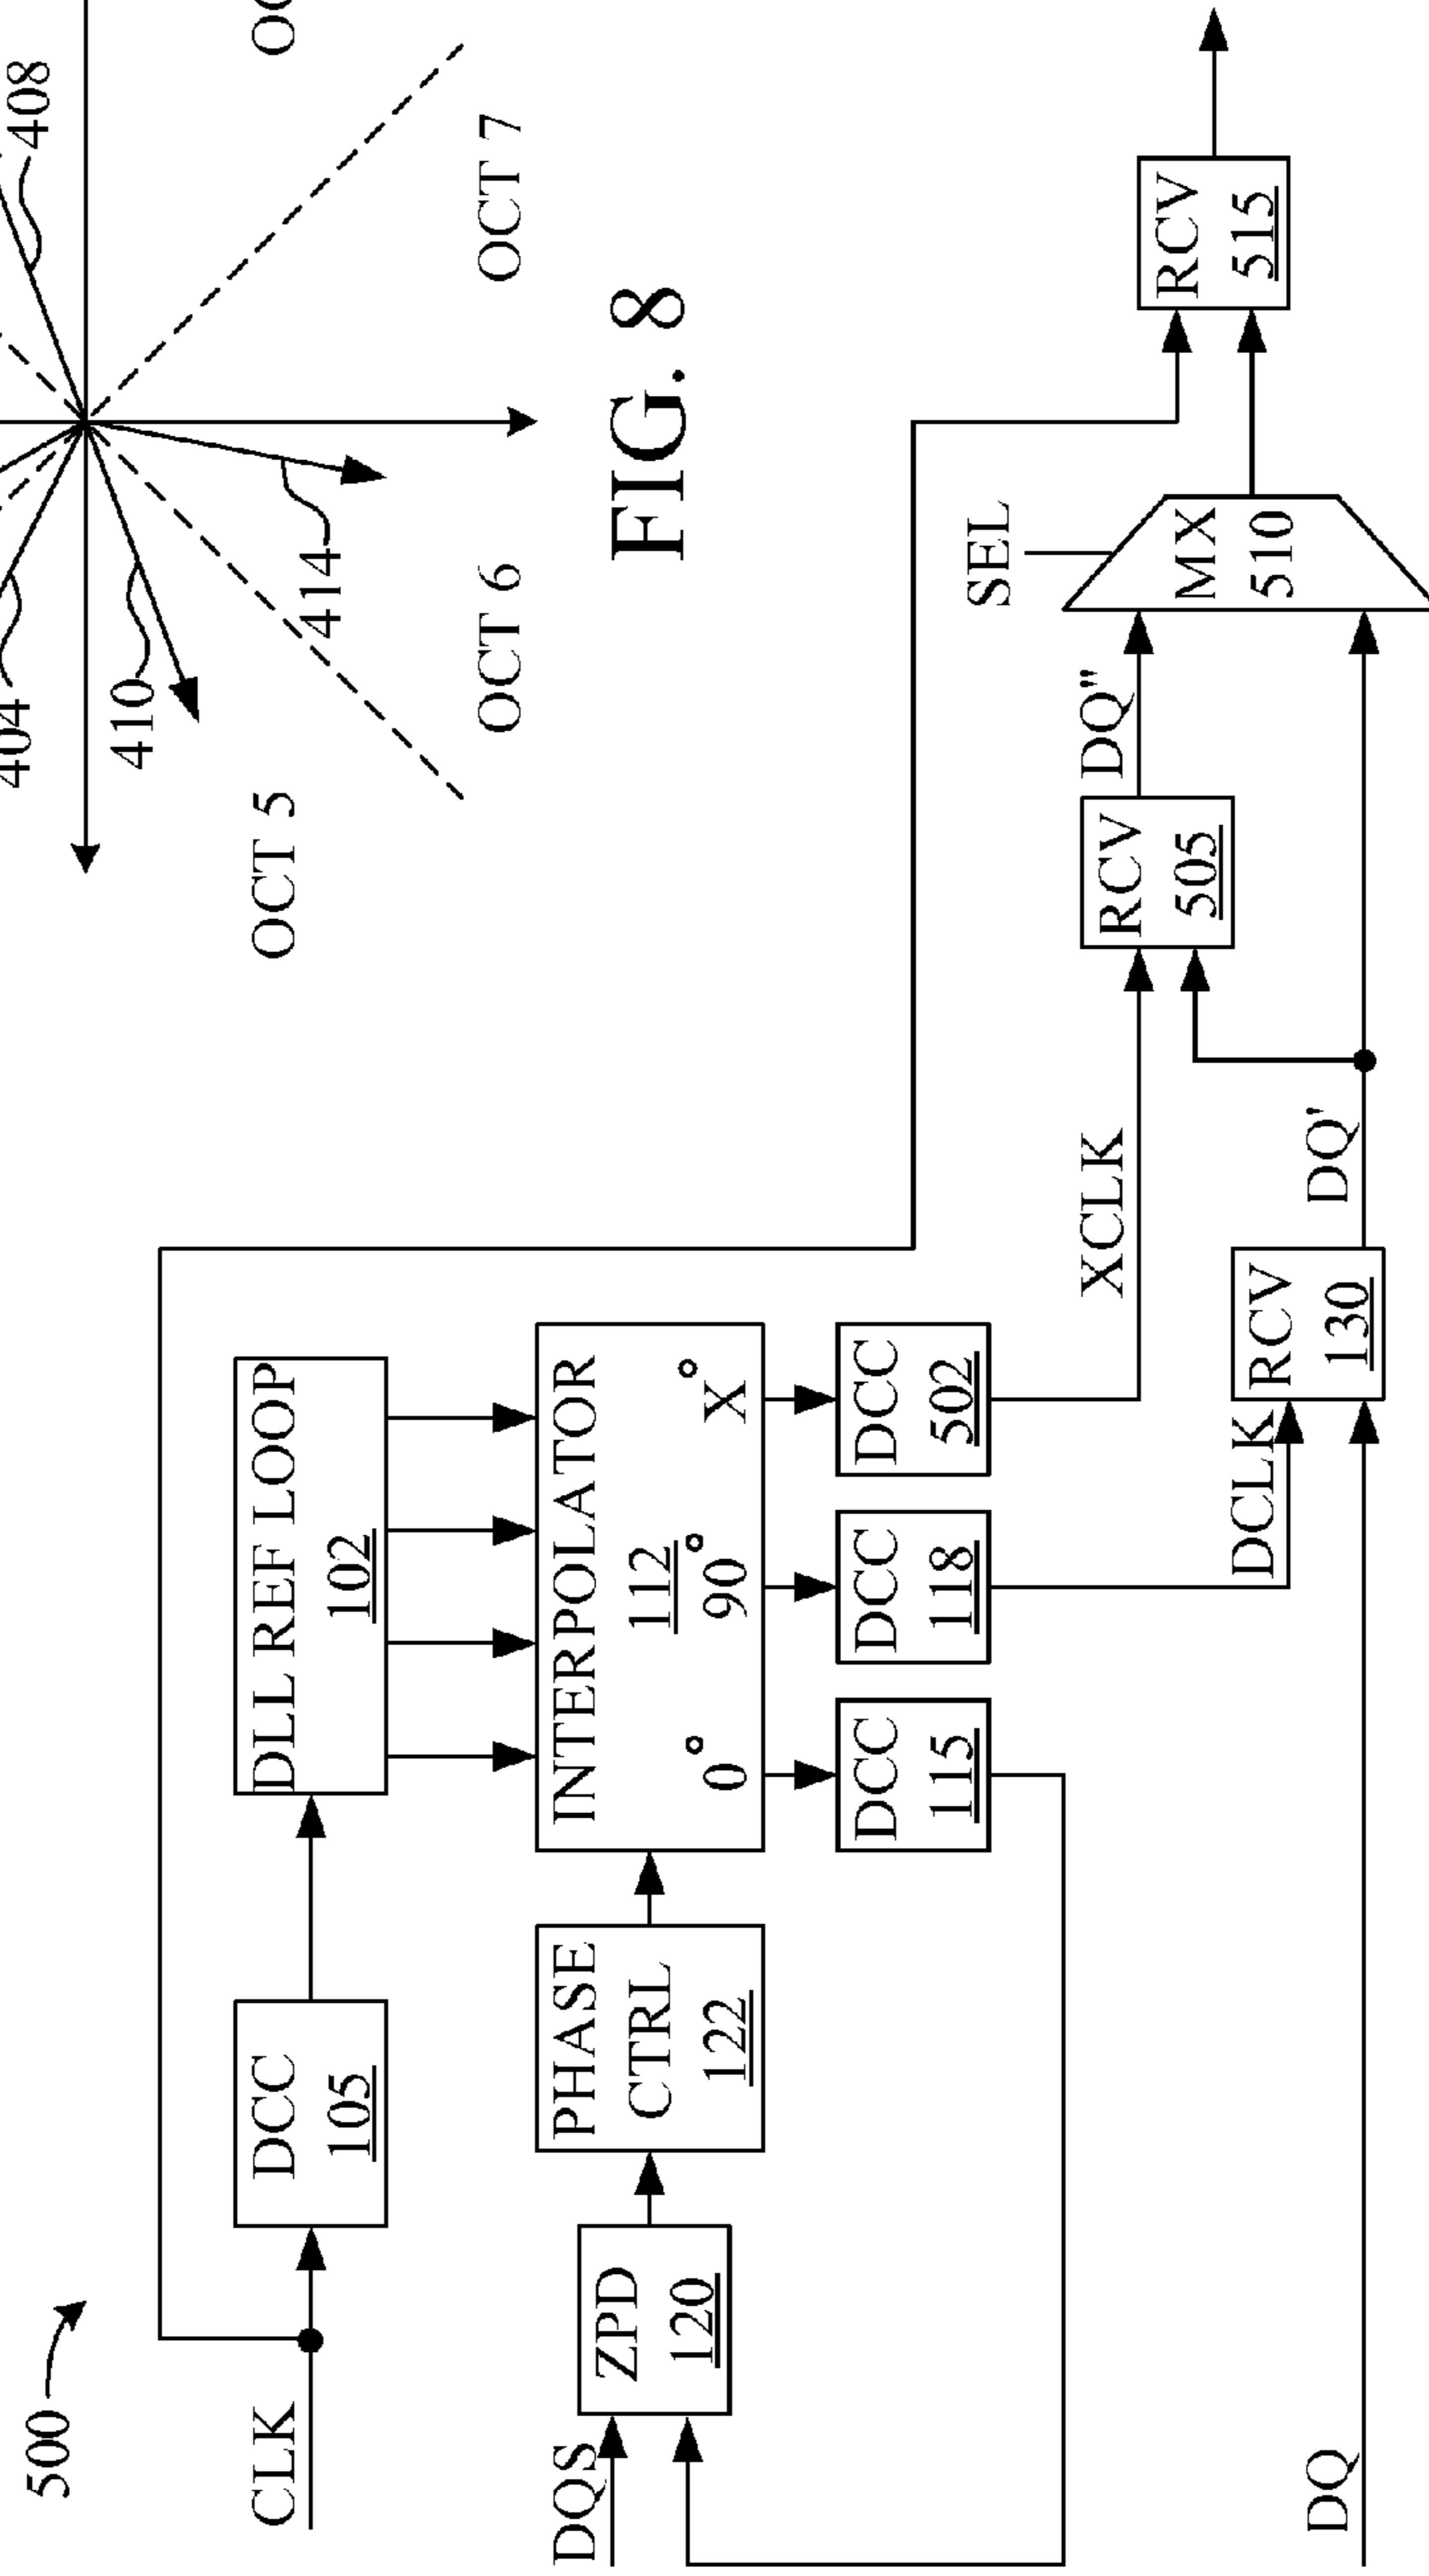 408
OC
404
410
414
OCT 5
OCT 6
OCT 7
FIG. 8
500
CLK
DCC
105
DLL REF LOOP
102
DQS
ZPD
120
PHASE
CTRL
122
INTERPOLATOR
112
0° 90° X°
DCC
115
DCC
118
DCC
502
XCLK
DCLK
DQ
RCV
130
DQ'
RCV
505
DQ"
SEL
MX
510
RCV
515